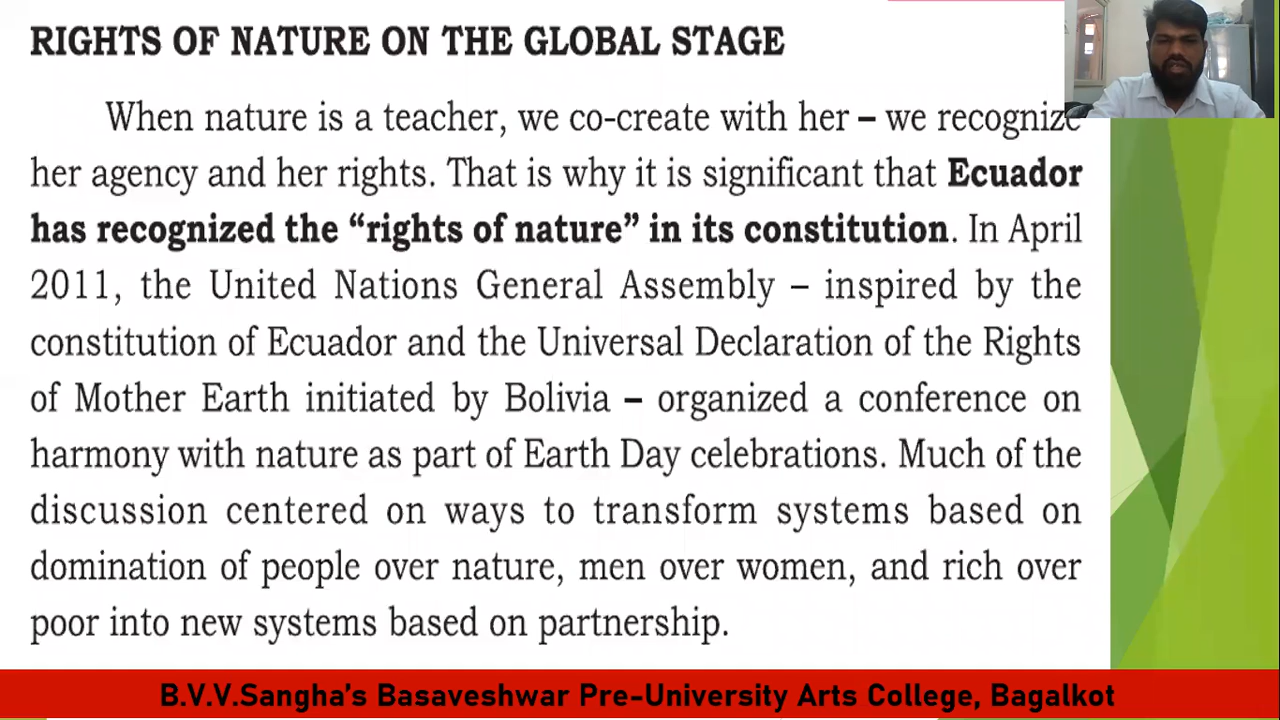 RIGHTS OF NATURE ON THE GLOBAL STAGE
When nature is a teacher, we co-create with her – we recognize
her agency and her rights. That is why it is significant that Ecuador
has recognized the “rights of nature” in its constitution. In April
2011, the United Nations General Assembly – inspired by the
constitution of Ecuador and the Universal Declaration of the Rights
of Mother Earth initiated by Bolivia – organized a conference on
harmony with nature as part of Earth Day celebrations. Much of the
discussion centered on ways to transform systems based on
domination of people over nature, men over women, and rich over
poor into new systems based on partnership.
B.V.V.Sangha’s Basaveshwar Pre-University Arts College, Bagalkot